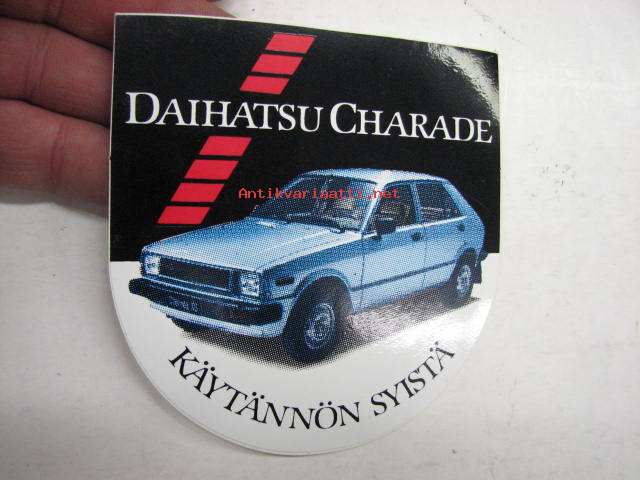 DAIHATSU CHARADE
Antikvariaatti.net
KÄYTÄNNÖN SYISTÄ